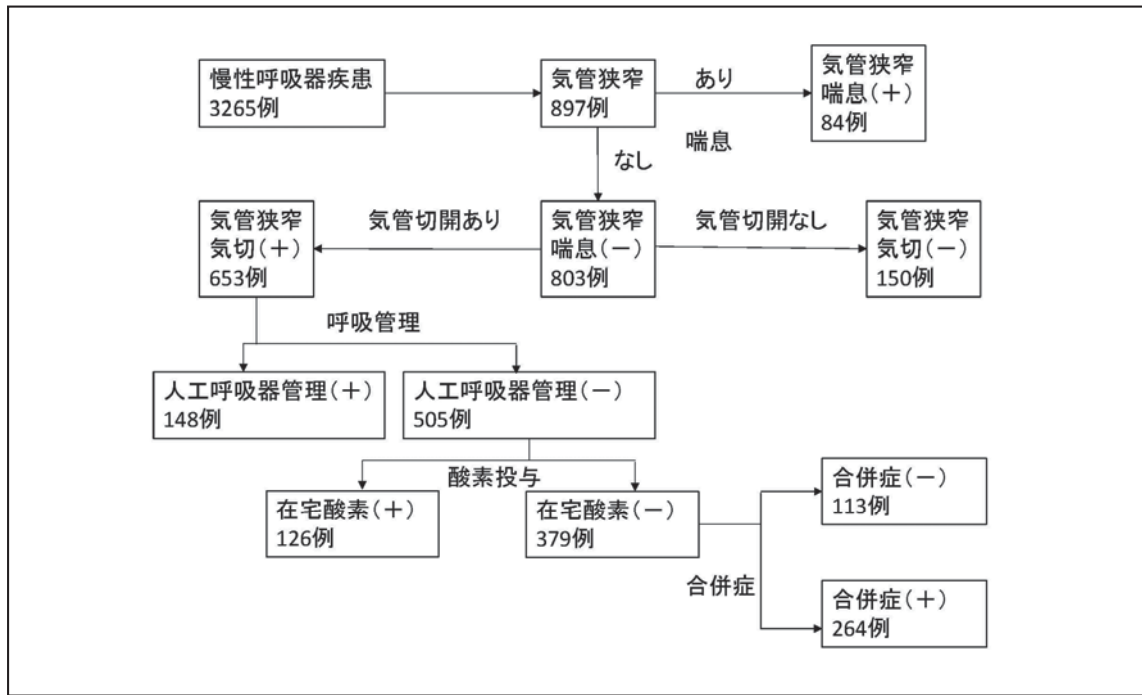 慢性呼吸器疾患
3265例
気管狭窄
897例
あり
気管狭窄
喘息(＋)
84例
喘息
なし
気管狭窄
気切(＋)
653例
気管切開あり
気管狭窄
喘息(－)
803例
気管切開なし
気管狭窄
気切(－)
150例
呼吸管理
人工呼吸器管理(＋)
148例
人工呼吸器管理(－)
505例
酸素投与
在宅酸素(＋)
126例
在宅酸素(－)
379例
合併症(－)
113例
合併症
合併症(＋)
264例